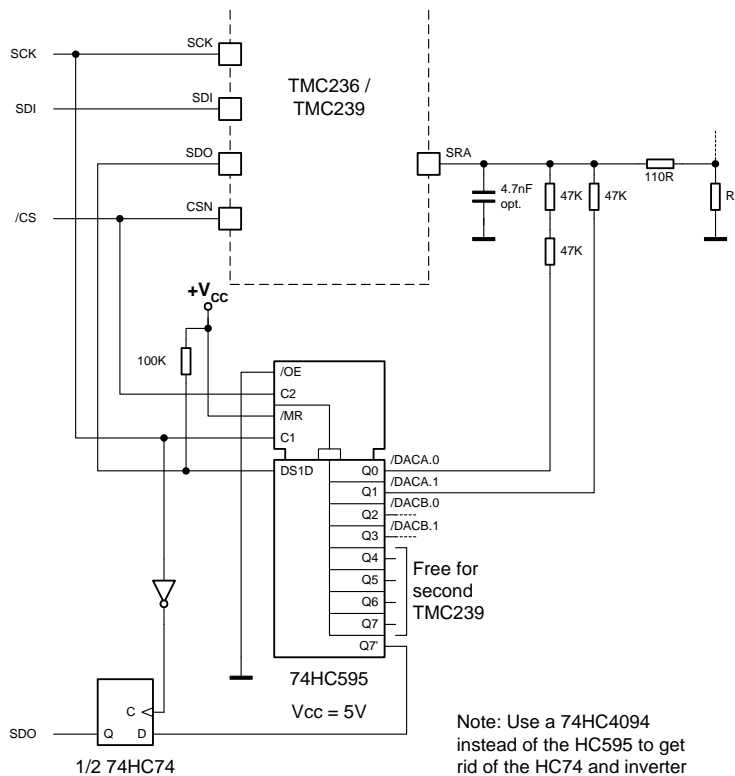 SCK
SCK
TMC236 /
TMC239
SDI
SDI
SDO
SRA
4.7nF
opt.
47K
47K
110R
R
/CS
CSN
47K
+VCC
100K
/OE
C2
/MR
C1
DS1D
Q0
/DACA.0
Q1
/DACA.1
Q2
/DACB.0
Q3
/DACB.1
Q4
Q5
Q6
Q7
Q7'
Free for
second
TMC239
74HC595
Vcc = 5V
SDO
Q
C
D
1/2 74HC74
Note: Use a 74HC4094
instead of the HC595 to get
rid of the HC74 and inverter